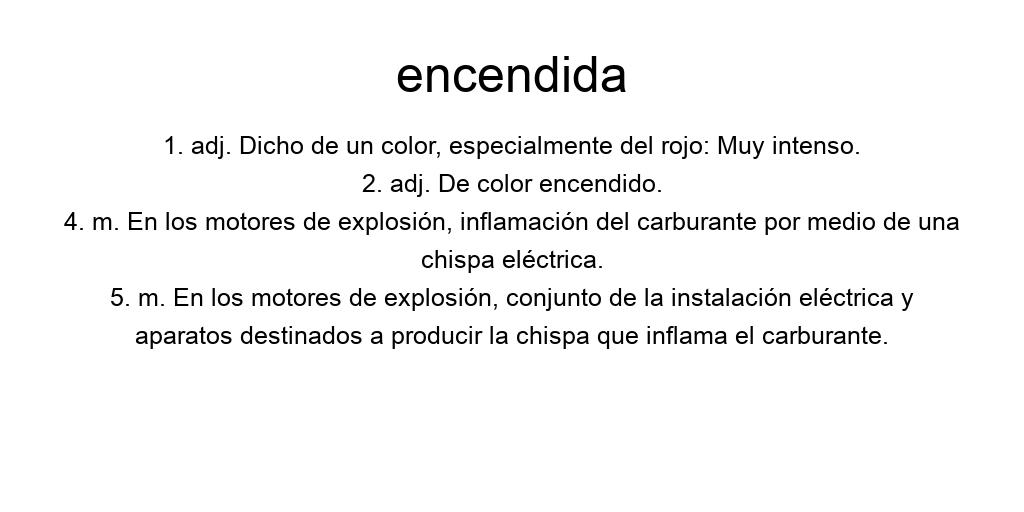 encendida
1. adj. Dicho de un color, especialmente del rojo: Muy intenso.
2. adj. De color encendido.
4. m. En los motores de explosión, inflamación del carburante por medio de una
chispa eléctrica.
5. m. En los motores de explosión, conjunto de la instalación eléctrica y
aparatos destinados a producir la chispa que inflama el carburante.